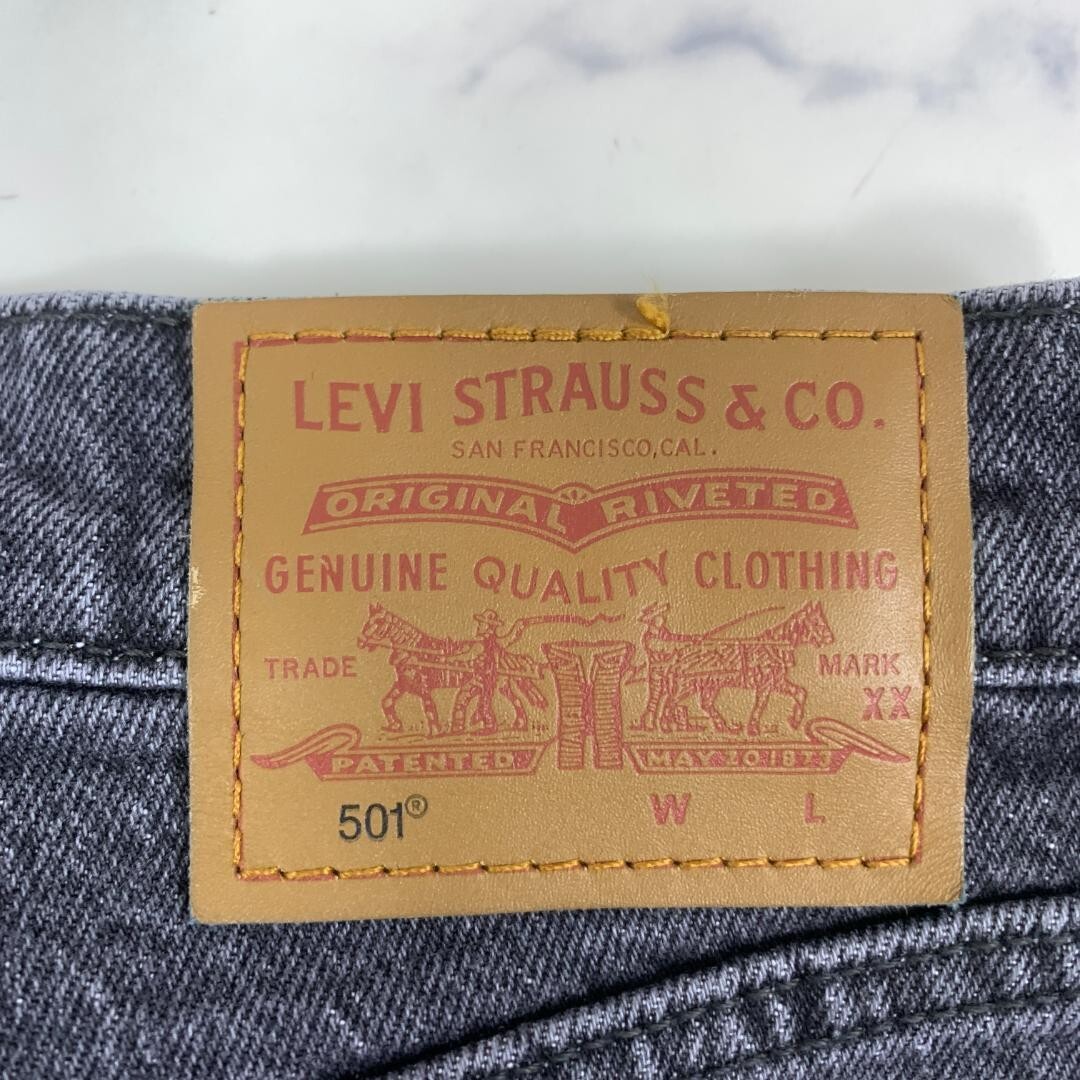 LEVI STRAUSS & CO.
SAN FRANCISCO, CAL.
ORIGINAL RIVETED
GENUINE QUALITY CLOTHING
TRADE MARK
XX
PATENTED MAY 20 1873
501® W L